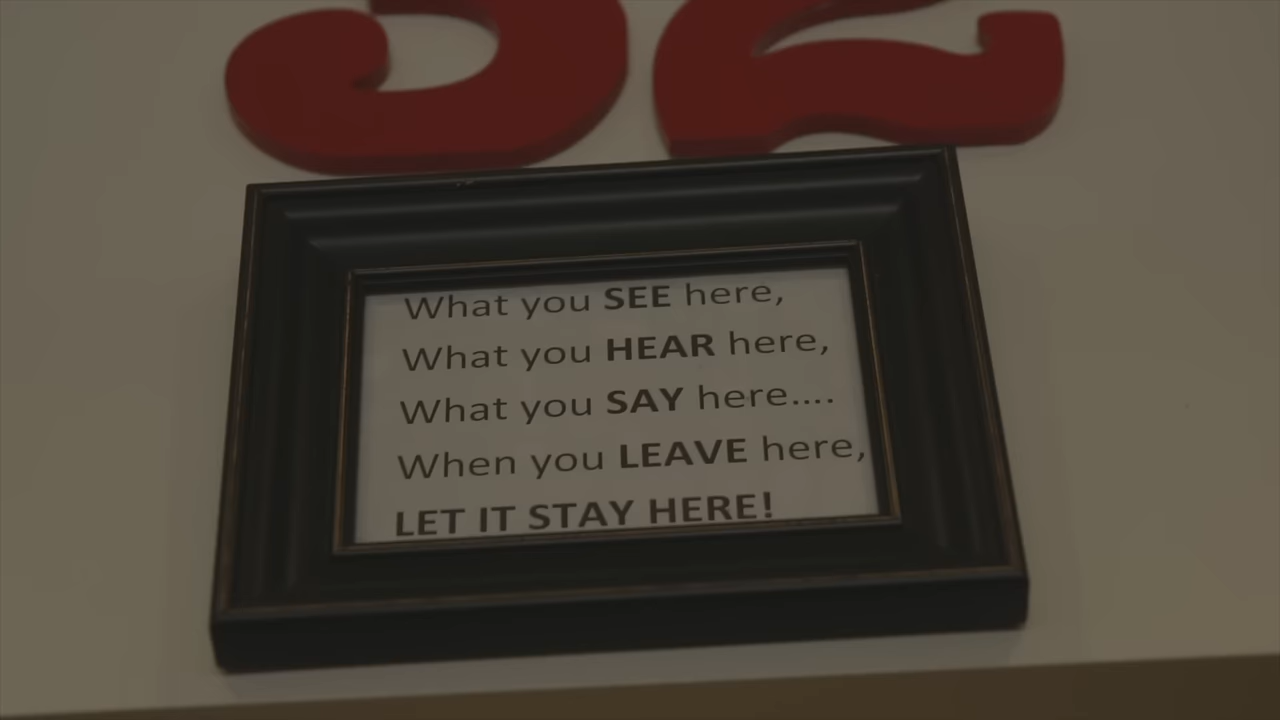 What you SEE here,
What you HEAR here,
What you SAY here....
When you LEAVE here,
LET IT STAY HERE!